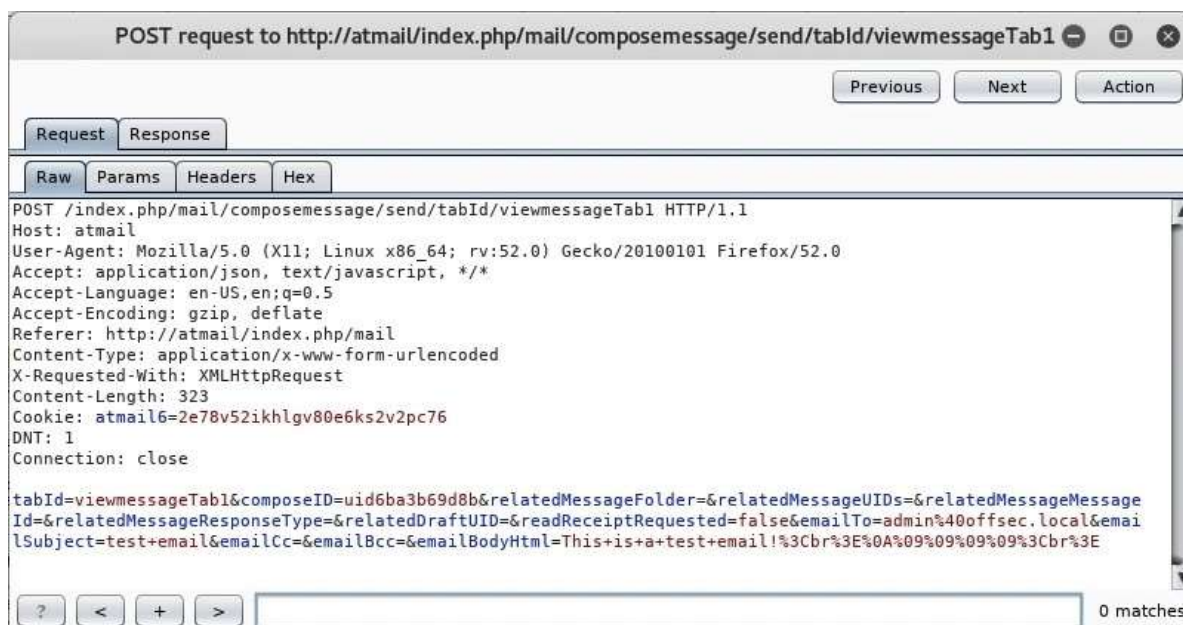 POST request to http://atmail/index.php/mail/composemessage/send/tabId/viewmessageTab1
Previous Next Action
Request Response
Raw Params Headers Hex
POST /index.php/mail/composemessage/send/tabId/viewmessageTab1 HTTP/1.1
Host: atmail
User-Agent: Mozilla/5.0 (X11; Linux x86_64; rv:52.0) Gecko/20100101 Firefox/52.0
Accept: application/json, text/javascript, */*
Accept-Language: en-US,en;q=0.5
Accept-Encoding: gzip, deflate
Referer: http://atmail/index.php/mail
Content-Type: application/x-www-form-urlencoded
X-Requested-With: XMLHttpRequest
Content-Length: 323
Cookie: atmail6=2e78v52ikhlgv80e6ks2v2pc76
DNT: 1
Connection: close
tabId=viewmessageTab1&composeID=uid6ba3b69d8b&relatedMessageFolder=&relatedMessageUIDs=&relatedMessageMessage
Id=&relatedMessageResponseType=&relatedDraftUID=&readReceiptRequested=false&emailTo=admin%40offsec.local&emai
lSubject=test+email&emailCc=&emailBcc=&emailBodyHtml=This+is+a+test+email!%3Cbr%3E%0A%09%09%09%09%3Cbr%3E
? < + > 0 matches